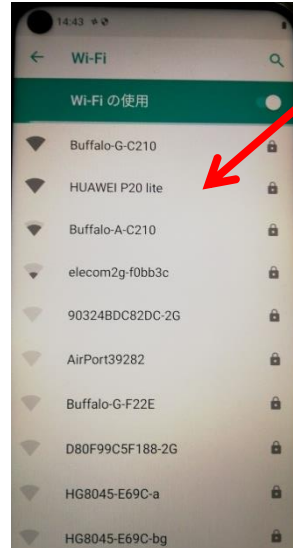 14:43
Wi-Fi
Wi-Fi の使用
Buffalo-G-C210
HUAWEI P20 lite
Buffalo-A-C210
elecom2g-f0bb3c
90324BDC82DC-2G
AirPort39282
Buffalo-G-F22E
D80F99C5F188-2G
HG8045-E69C-a
HG8045-E69C-bg